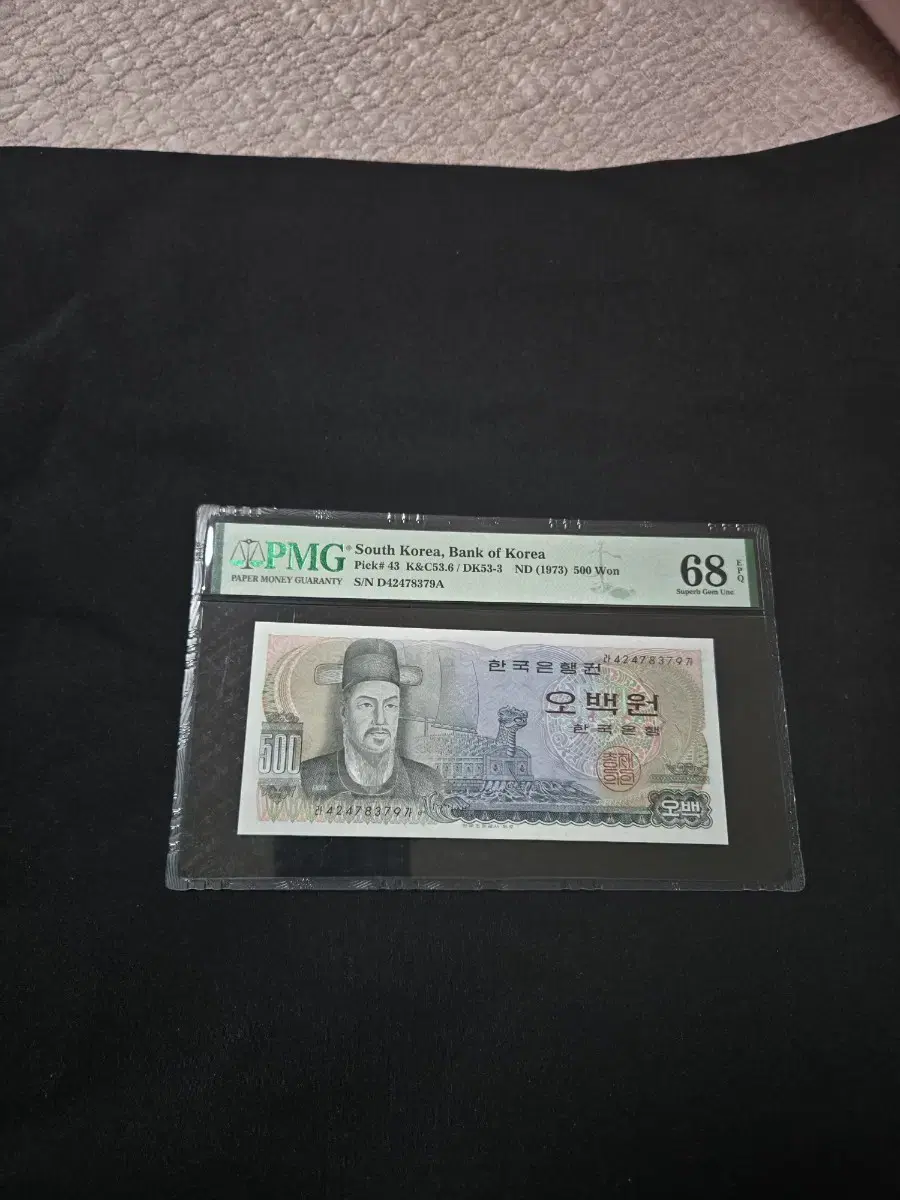 PMG
PAPER MONEY GUARANTY
South Korea, Bank of Korea
Pick# 43 K&C53.6 / DK53-3 ND (1973) 500 Won
S/N D42478379A
68
EPQ
Superb Gem Unc
한국은행권
라42478379가
오백원
한국은행
500
라42478379가
오백